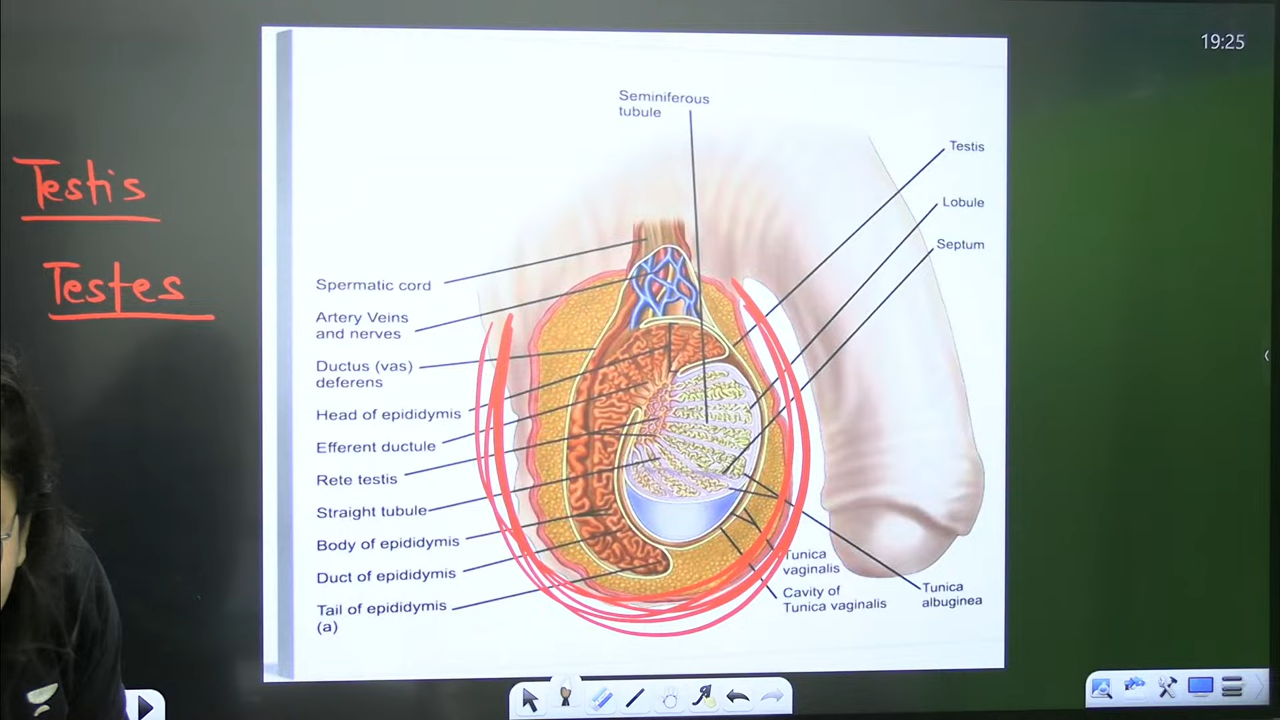 19:25
Testis
Testes
Seminiferous
tubule
Testis
Lobule
Septum
Spermatic cord
Artery Veins
and nerves
Ductus (vas)
deferens
Head of epididymis
Efferent ductule
Rete testis
Straight tubule
Body of epididymis
Duct of epididymis
Tail of epididymis
(a)
Tunica
vaginalis
Cavity of
Tunica vaginalis
Tunica
albuginea